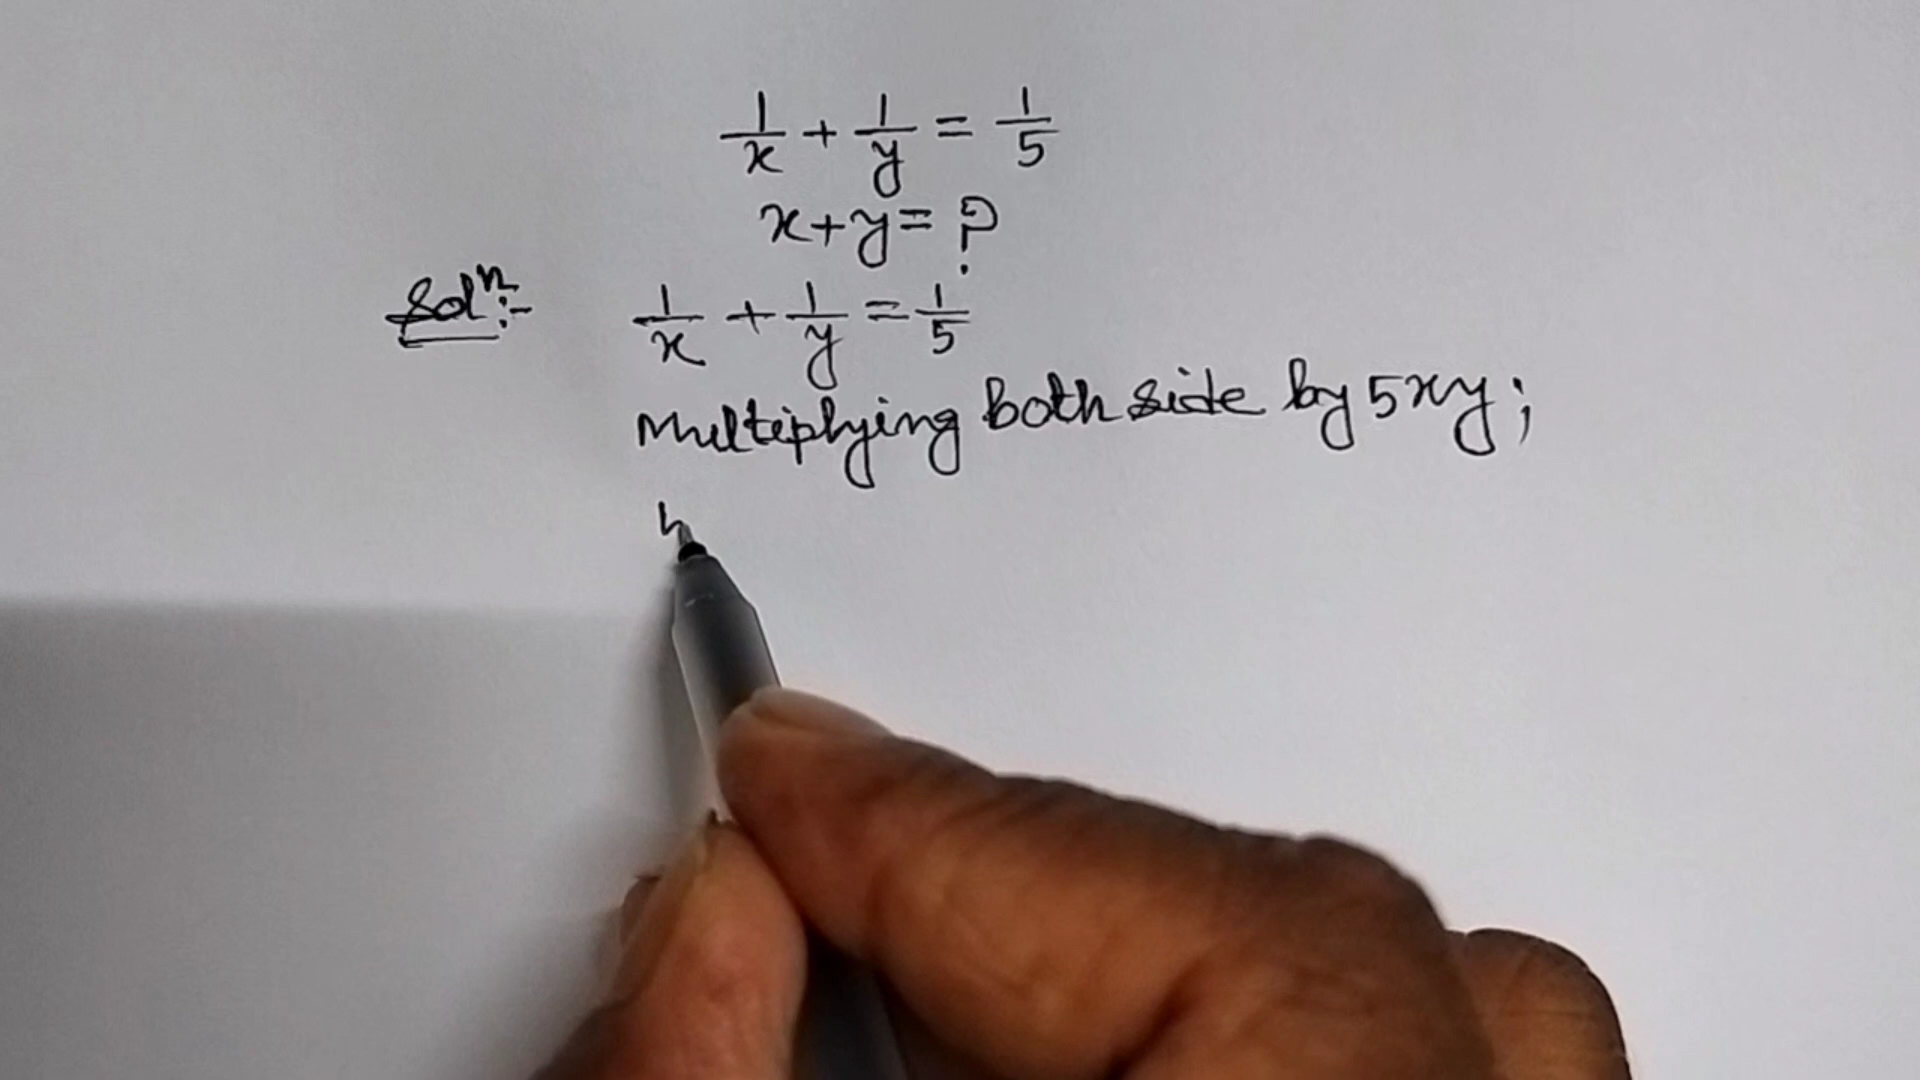 1/x + 1/y = 1/5
x+y= ?
Solⁿ:- 1/x + 1/y = 1/5
Multiplying both side by 5xy;